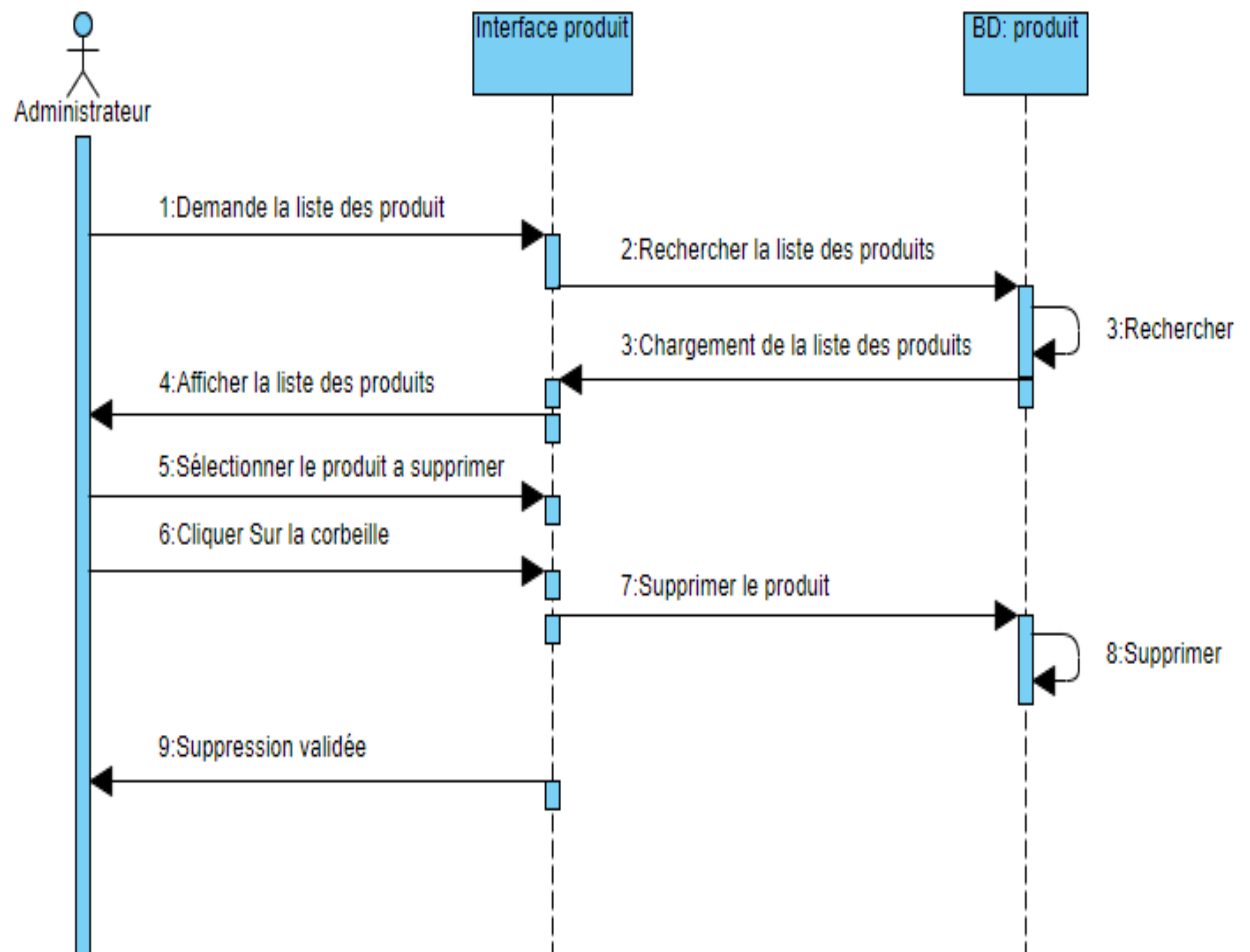 Interface produit
BD: produit
Administrateur
1:Demande la liste des produit
2:Rechercher la liste des produits
3:Rechercher
3:Chargement de la liste des produits
4:Afficher la liste des produits
5:Sélectionner le produit a supprimer
6:Cliquer Sur la corbeille
7:Supprimer le produit
8:Supprimer
9:Suppression validée